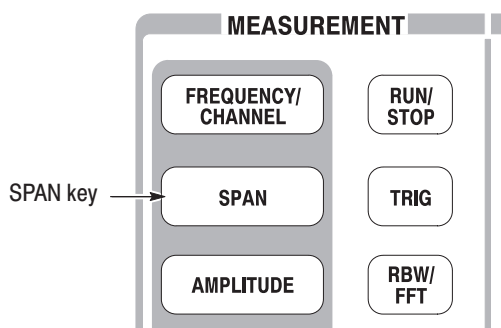 MEASUREMENT
FREQUENCY/
CHANNEL
RUN/
STOP
SPAN key
SPAN
TRIG
AMPLITUDE
RBW/
FFT